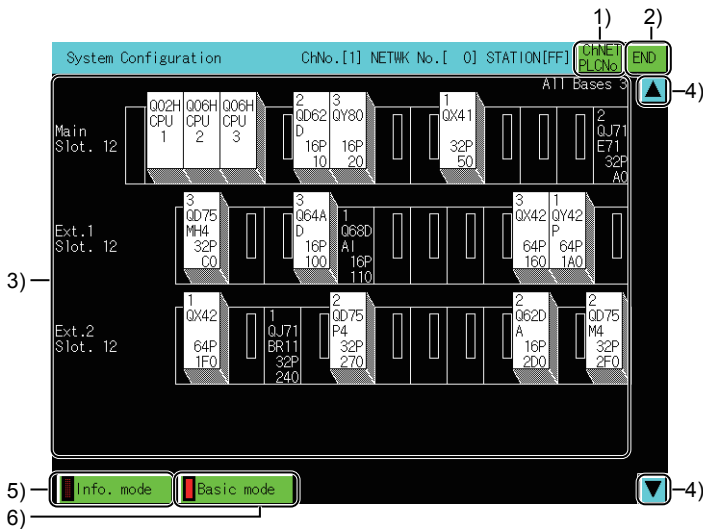 1) 2)
System Configuration ChNo.[1] NETWK No.[ 0] STATION[FF] ChNET PLCNo. END
All Bases 3
4)
Main
Slot. 12
Q02H
CPU
1
Q06H
CPU
2
Q06H
CPU
3
2
QD62
D
16P
10
3
QY80
16P
20
1
QX41
32P
50
2
QJ71
E71
32P
A0
3)
Ext.1
Slot. 12
3
QD75
MH4
32P
C0
3
Q64A
D
16P
100
1
Q68D
AI
16P
110
3
QX42
64P
160
1
QY42
P
64P
1A0
Ext.2
Slot. 12
1
QX42
64P
1F0
1
QJ71
BR11
32P
240
2
QD75
P4
32P
270
2
Q62D
A
16P
2D0
2
QD75
M4
32P
2F0
5)
Info. mode
Basic mode
4)
6)